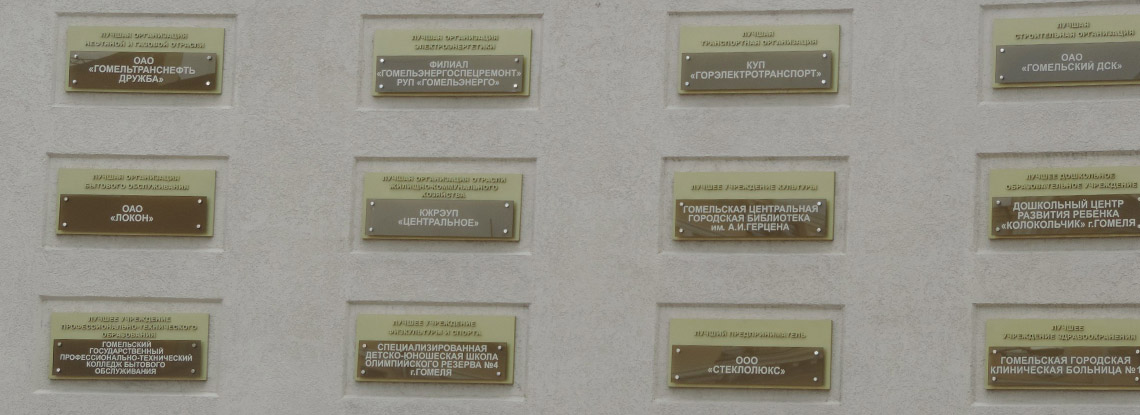 ЛУЧШАЯ ОРГАНИЗАЦИЯ
НЕФТЯНОЙ И ГАЗОВОЙ ОТРАСЛИ
ОАО
«ГОМЕЛЬТРАНСНЕФТЬ
ДРУЖБА»
ЛУЧШАЯ ОРГАНИЗАЦИЯ
ЭЛЕКТРОЭНЕРГЕТИКИ
ФИЛИАЛ
«ГОМЕЛЬЭНЕРГОСПЕЦРЕМОНТ»
РУП «ГОМЕЛЬЭНЕРГО»
ЛУЧШАЯ
ТРАНСПОРТНАЯ ОРГАНИЗАЦИЯ
КУП
«ГОРЭЛЕКТРОТРАНСПОРТ»
ЛУЧШАЯ
СТРОИТЕЛЬНАЯ ОРГАНИЗАЦИЯ
ОАО
«ГОМЕЛЬСКИЙ ДСК»
ЛУЧШАЯ ОРГАНИЗАЦИЯ
БЫТОВОГО ОБСЛУЖИВАНИЯ
ОАО
«ЛОКОН»
ЛУЧШАЯ ОРГАНИЗАЦИЯ ОТРАСЛИ
ЖИЛИЩНО-КОММУНАЛЬНОГО
ХОЗЯЙСТВА
КЖРЭУП
«ЦЕНТРАЛЬНОЕ»
ЛУЧШЕЕ УЧРЕЖДЕНИЕ КУЛЬТУРЫ
ГОМЕЛЬСКАЯ ЦЕНТРАЛЬНАЯ
ГОРОДСКАЯ БИБЛИОТЕКА
им. А.И.ГЕРЦЕНА
ЛУЧШЕЕ ДОШКОЛЬНОЕ
ОБРАЗОВАТЕЛЬНОЕ УЧРЕЖДЕНИЕ
ДОШКОЛЬНЫЙ ЦЕНТР
РАЗВИТИЯ РЕБЕНКА
«КОЛОКОЛЬЧИК» г.ГОМЕЛЯ
ЛУЧШЕЕ УЧРЕЖДЕНИЕ
ПРОФЕССИОНАЛЬНО-ТЕХНИЧЕСКОГО
ОБРАЗОВАНИЯ
ГОМЕЛЬСКИЙ
ГОСУДАРСТВЕННЫЙ
ПРОФЕССИОНАЛЬНО-ТЕХНИЧЕСКИЙ
КОЛЛЕДЖ БЫТОВОГО
ОБСЛУЖИВАНИЯ
ЛУЧШЕЕ УЧРЕЖДЕНИЕ
ФИЗКУЛЬТУРЫ И СПОРТА
СПЕЦИАЛИЗИРОВАННАЯ
ДЕТСКО-ЮНОШЕСКАЯ ШКОЛА
ОЛИМПИЙСКОГО РЕЗЕРВА №4
г.ГОМЕЛЯ
ЛУЧШИЙ ПРЕДПРИНИМАТЕЛЬ
ООО
«СТЕКЛОЛЮКС»
ЛУЧШЕЕ
УЧРЕЖДЕНИЕ ЗДРАВООХРАНЕНИЯ
ГОМЕЛЬСКАЯ ГОРОДСКАЯ
КЛИНИЧЕСКАЯ БОЛЬНИЦА №1